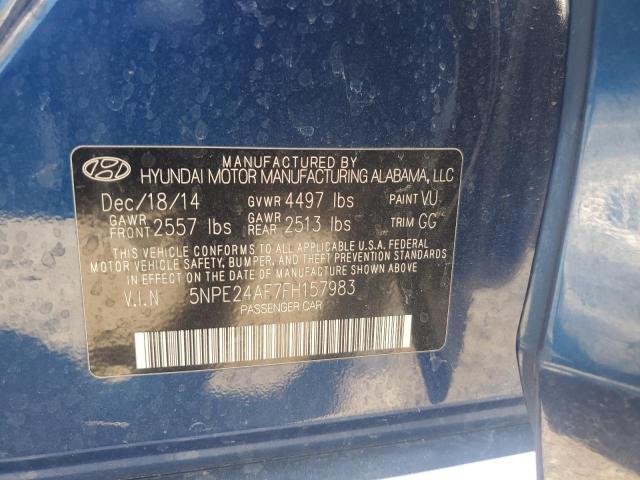 MANUFACTURED BY
HYUNDAI MOTOR MANUFACTURING ALABAMA, LLC
Dec/18/14 GVWR 4497 lbs PAINT VU
GAWR FRONT 2557 lbs GAWR REAR 2513 lbs TRIM GG
THIS VEHICLE CONFORMS TO ALL APPLICABLE U.S.A. FEDERAL
MOTOR VEHICLE SAFETY, BUMPER, AND THEFT PREVENTION
STANDARDS IN EFFECT ON THE DATE OF MANUFACTURE SHOWN ABOVE.
V.I.N 5NPE24AF7FH157983
PASSENGER CAR